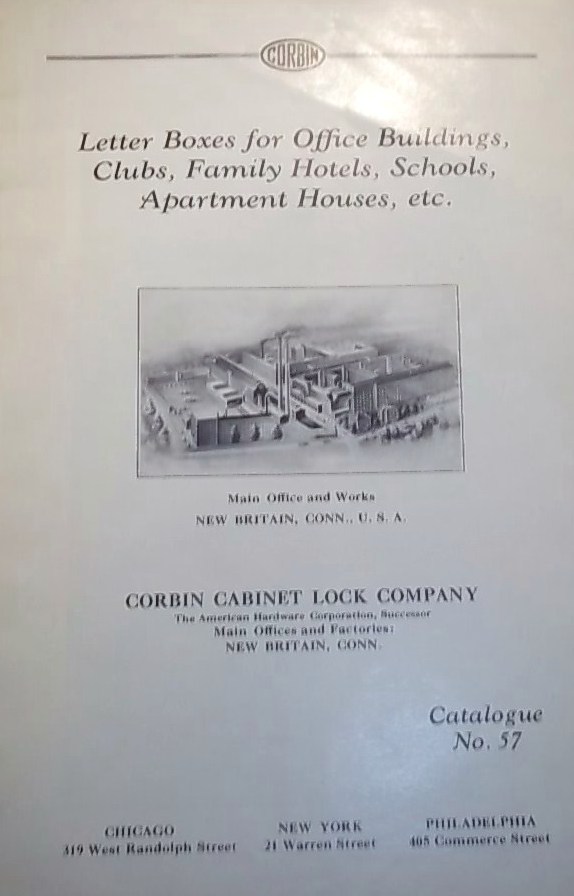 CORBIN
Letter Boxes for Office Buildings,
Clubs, Family Hotels, Schools,
Apartment Houses, etc.
Main Office and Works
NEW BRITAIN, CONN., U. S. A.
CORBIN CABINET LOCK COMPANY
The American Hardware Corporation, Successor
Main Offices and Factories:
NEW BRITAIN, CONN.
Catalogue
No. 57
CHICAGO
319 West Randolph Street
NEW YORK
21 Warren Street
PHILADELPHIA
405 Commerce Street